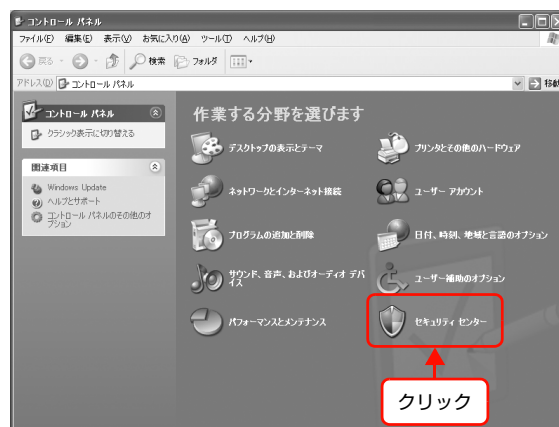 コントロール パネル
ファイル(F) 編集(E) 表示(V) お気に入り(A) ツール(T) ヘルプ(H)
戻る 検索 フォルダ
アドレス(D) コントロール パネル 移動
コントロール パネル
クラシック表示に切り替える
関連項目
Windows Update
ヘルプとサポート
コントロール パネルのその他のオ
プション
作業する分野を選びます
デスクトップの表示とテーマ
プリンタとその他のハードウェア
ネットワークとインターネット接続
ユーザー アカウント
プログラムの追加と削除
日付、時刻、地域と言語のオプション
サウンド、音声、およびオーディオ デバ
イス
ユーザー補助のオプション
パフォーマンスとメンテナンス
セキュリティ センター
クリック